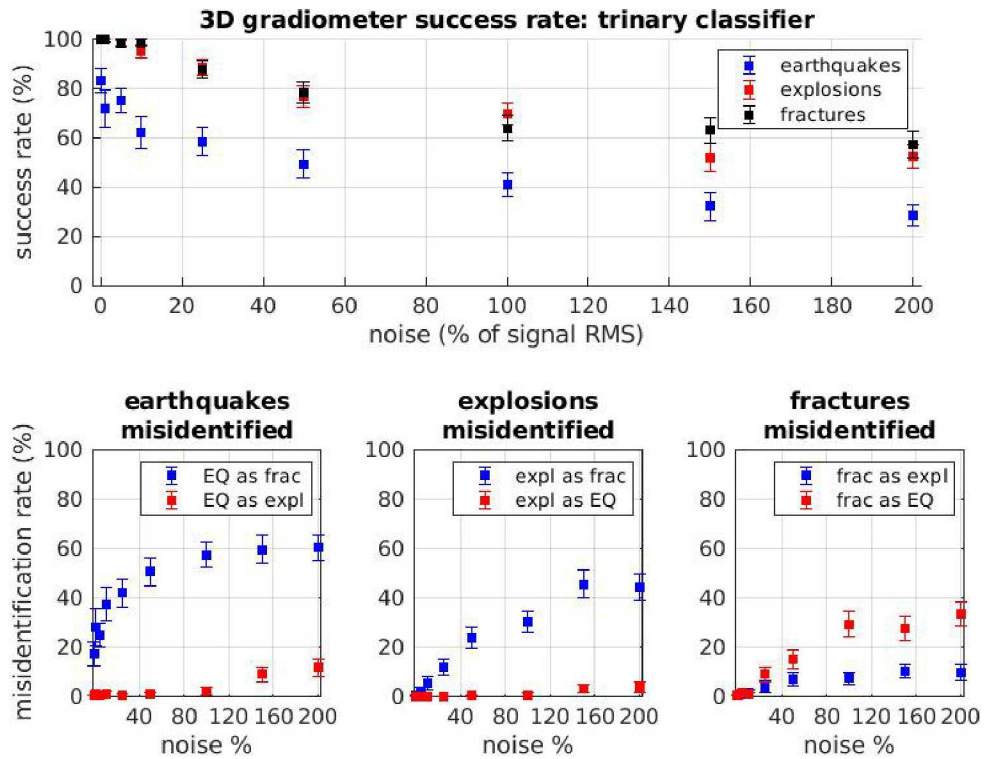 3D gradiometer success rate: trinary classifier
success rate (%)
100
80
60
40
20
0
earthquakes
explosions
fractures
0 20 40 60 80 100 120 140 160 180 200
noise (% of signal RMS)
earthquakes
misidentified
misidentification rate (%)
100
80
60
40
20
0
EQ as frac
EQ as expl
40 80 120 160 200
noise %
explosions
misidentified
100
80
60
40
20
0
expl as frac
expl as EQ
40 80 120 160 200
noise %
fractures
misidentified
100
80
60
40
20
0
frac as expl
frac as EQ
40 80 120 160 200
noise %